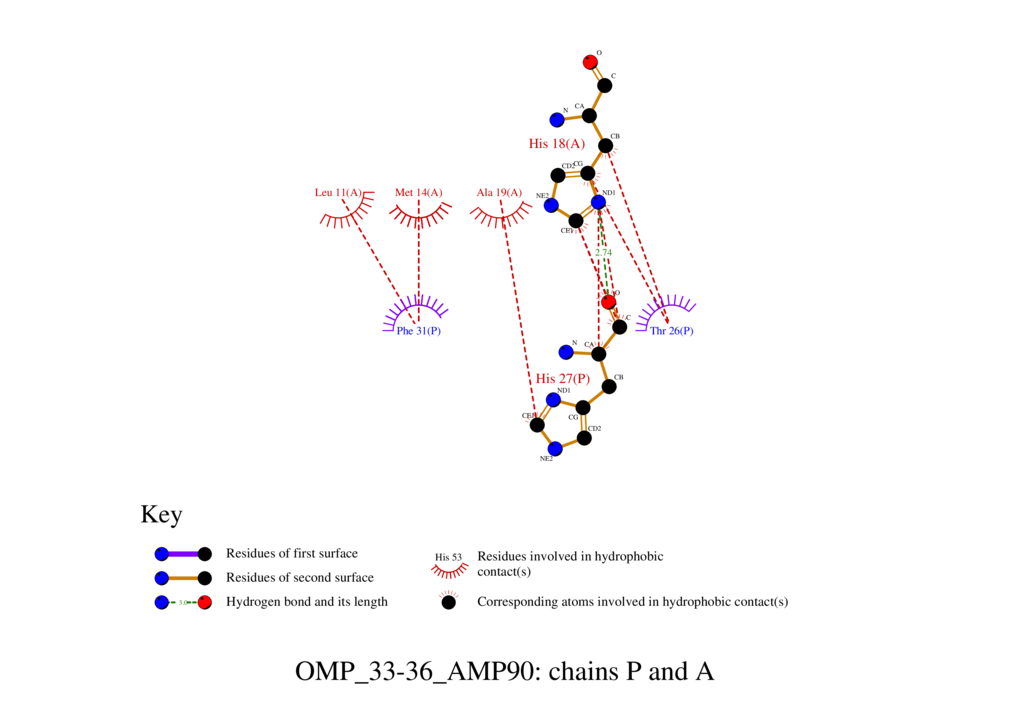 O
C
CA
N
CB
His 18(A)
CD2
CG
ND1
NE2
CE1
Leu 11(A)
Met 14(A)
Ala 19(A)
2.74
O
C
Phe 31(P)
Thr 26(P)
N
CA
His 27(P)
CB
ND1
CE1
CG
CD2
NE2
Key
Residues of first surface
Residues of second surface
3.0
Hydrogen bond and its length
His 53
Residues involved in hydrophobic
contact(s)
Corresponding atoms involved in hydrophobic contact(s)
OMP_33-36_AMP90: chains P and A